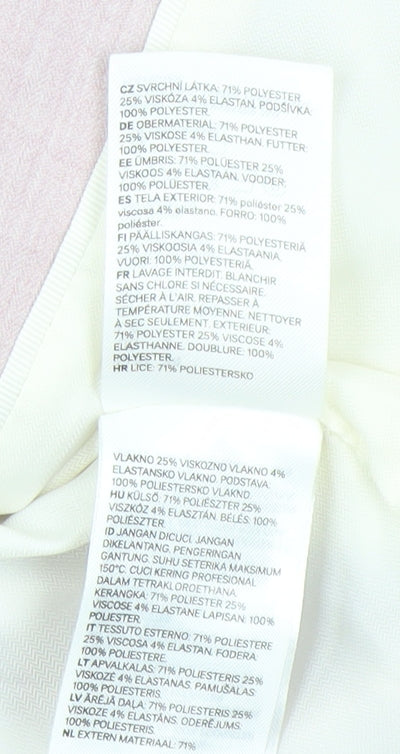 CZ SVRCHNÍ LÁTKA: 71% POLYESTER
25% VISKÓZA 4% ELASTAN. PODŠÍVKA:
100% POLYESTER.
DE OBERMATERIAL: 71% POLYESTER
25% VISKOSE 4% ELASTHAN. FUTTER:
100% POLYESTER.
EE ÜMBRIS: 71% POLÜESTER 25%
VISKOOS 4% ELASTAAN. VOODER:
100% POLÜESTER.
ES TELA EXTERIOR: 71% poliéster 25%
viscosa 4% elastano. FORRO: 100%
poliéster.
FI PÄÄLLISKANGAS: 71% POLYESTERIÄ
25% VISKOOSIA 4% ELASTAANIA.
VUORI: 100% POLYESTERIÄ.
FR LAVAGE INTERDIT. BLANCHIR
SANS CHLORE SI NÉCESSAIRE.
SÉCHER À L'AIR. REPASSER À
TEMPÉRATURE MOYENNE. NETTOYER
À SEC SEULEMENT. EXTERIEUR:
71% POLYESTER 25% VISCOSE 4%
ELASTHANNE. DOUBLURE: 100%
POLYESTER.
HR LICE: 71% POLIESTERSKO
VLAKNO 25% VISKOZNO VLAKNO 4%
ELASTANSKO VLAKNO. PODSTAVA:
100% POLIESTERSKO VLAKNO.
HU KÜLSŐ: 71% POLIÉSZTER 25%
VISZKÓZ 4% ELASZTÁN. BÉLÉS: 100%
POLIÉSZTER.
ID JANGAN DICUCI. JANGAN
DIKELANTANG. PENGERINGAN
GANTUNG. SUHU SETERIKA MAKSIMUM
150°C. CUCI KERING PROFESIONAL
DALAM TETRAKLOROETHANA.
KERANGKA: 71% POLIESTER 25%
VISCOSE 4% ELASTANE LAPISAN: 100%
POLIESTER.
IT TESSUTO ESTERNO: 71% POLIESTERE
25% VISCOSA 4% ELASTAN. FODERA:
100% POLIESTERE.
LT APVALKALAS: 71% POLIESTERIS 25%
VISKOZĖ 4% ELASTANAS. PAMUŠALAS:
100% POLIESTERIS.
LV ĀRĒJĀ DAĻA: 71% POLIESTERIS 25%
VISKOZE 4% ELASTĀNS. ODERĒJUMS:
100% POLIESTERIS.
NL EXTERN MATERIAAL: 71%